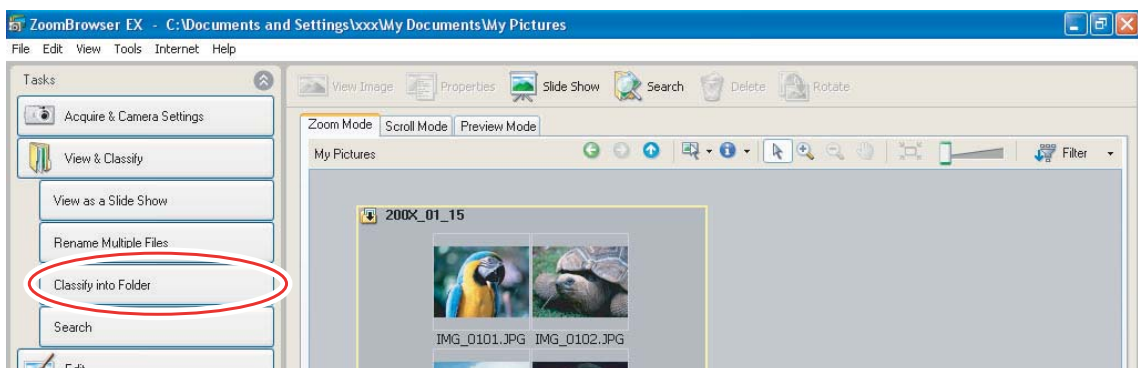 ZoomBrowser EX - C:\Documents and Settings\xxx\My Documents\My Pictures
File Edit View Tools Internet Help
Tasks
View Image Properties Slide Show Search Delete Rotate
Acquire & Camera Settings
Zoom Mode Scroll Mode Preview Mode
View & Classify
My Pictures
Filter
View as a Slide Show
200X_01_15
Rename Multiple Files
Classify into Folder
Search
IMG_0101.JPG IMG_0102.JPG
Edit